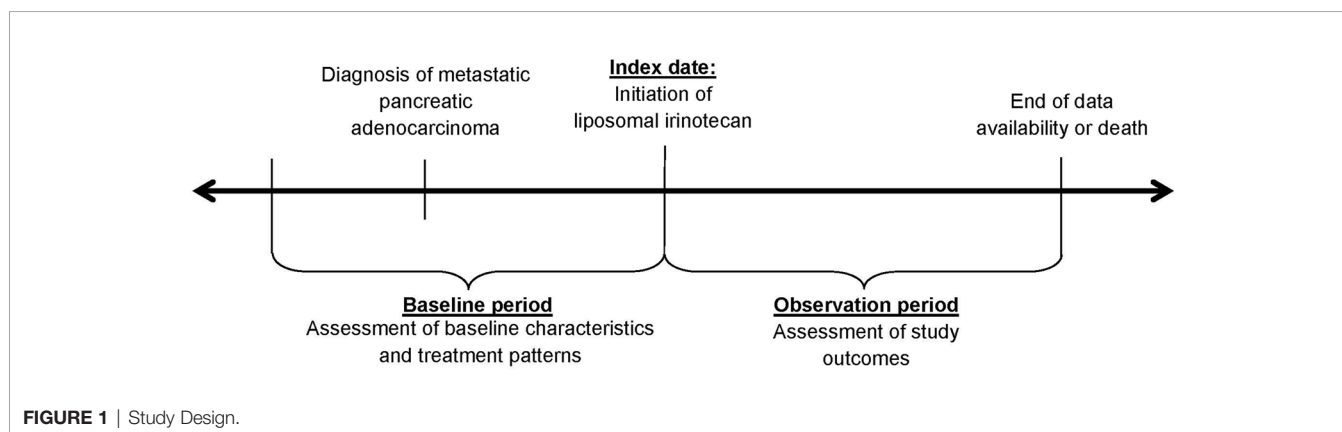 Diagnosis of metastatic
pancreatic
adenocarcinoma
Index date:
Initiation of
liposomal irinotecan
End of data
availability or death
Baseline period
Assessment of baseline characteristics
and treatment patterns
Observation period
Assessment of study
outcomes
FIGURE 1 | Study Design.